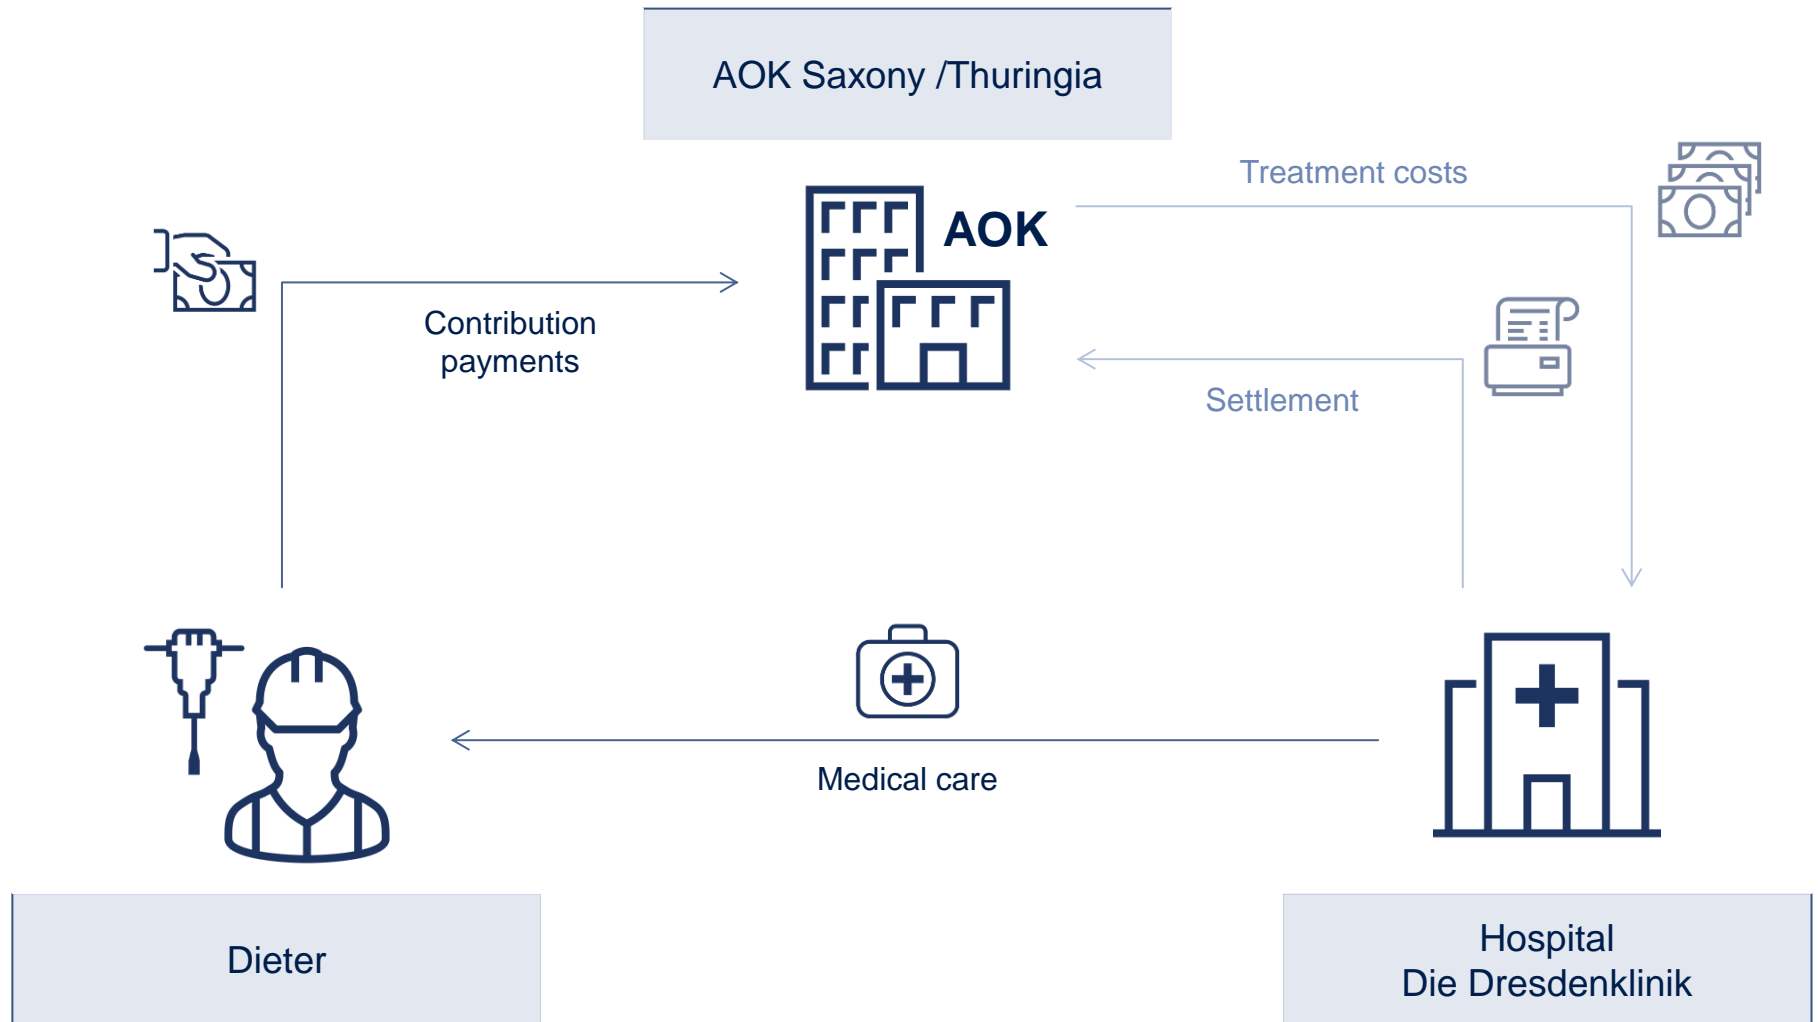 AOK Saxony /Thuringia
Treatment costs
AOK
Contribution
payments
Settlement
Medical care
Dieter
Hospital
Die Dresdenklinik